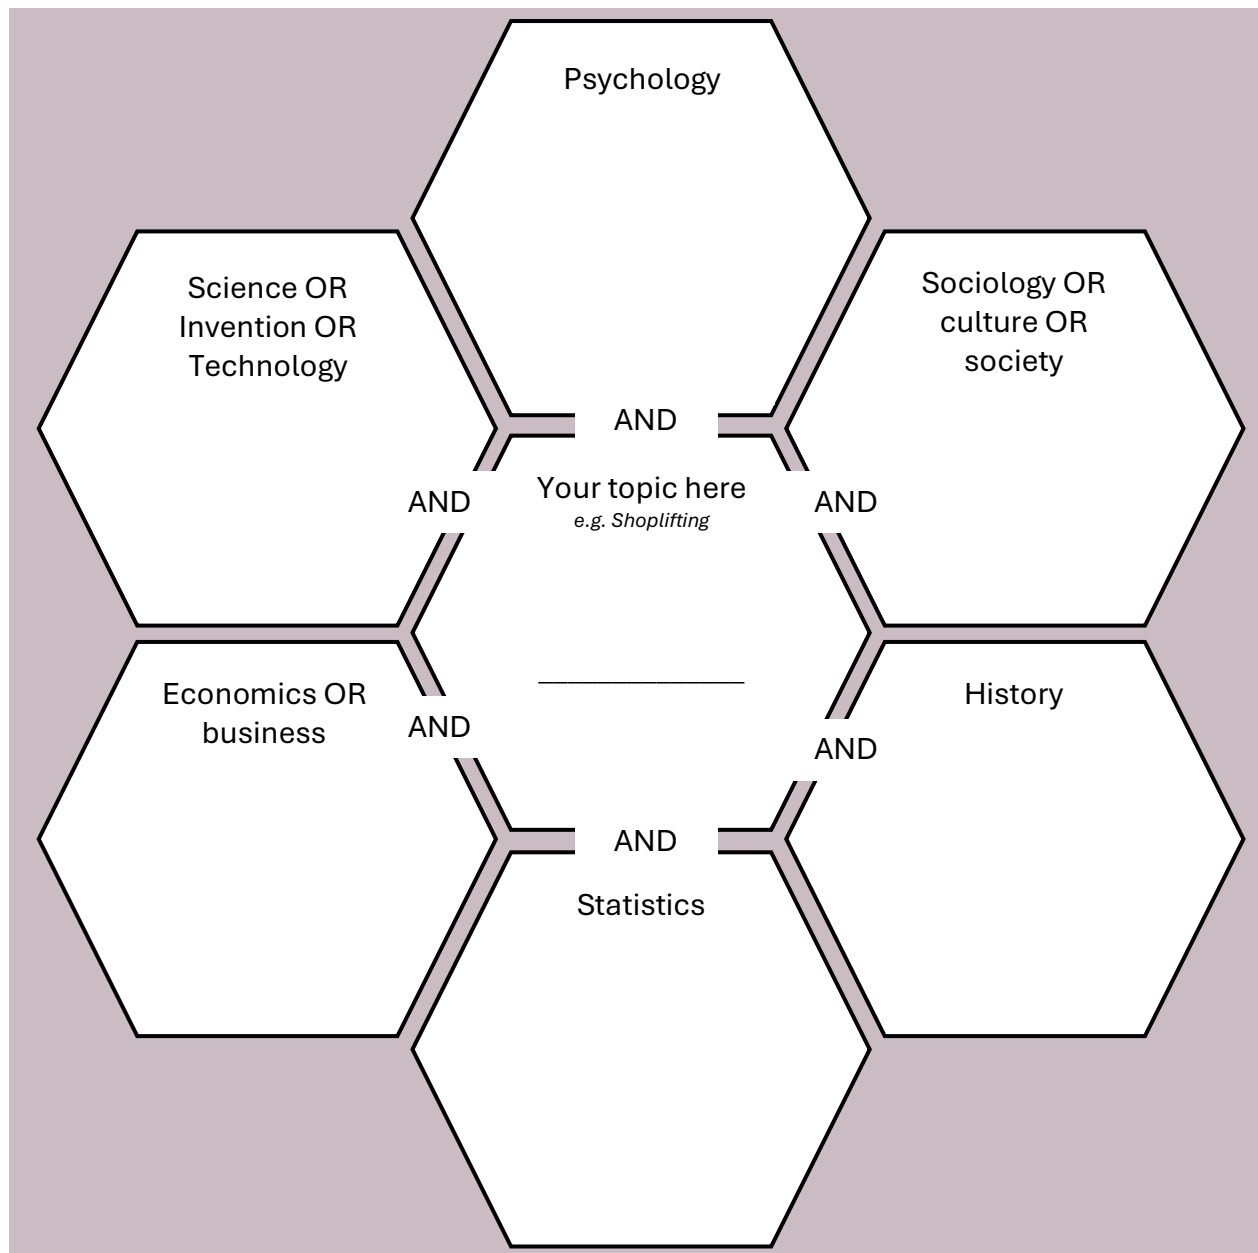 Psychology
Science OR
Invention OR
Technology
Sociology OR
culture OR
society
AND
AND
Your topic here
e.g. Shoplifting
AND
______________
Economics OR
business
AND
History
AND
AND
Statistics